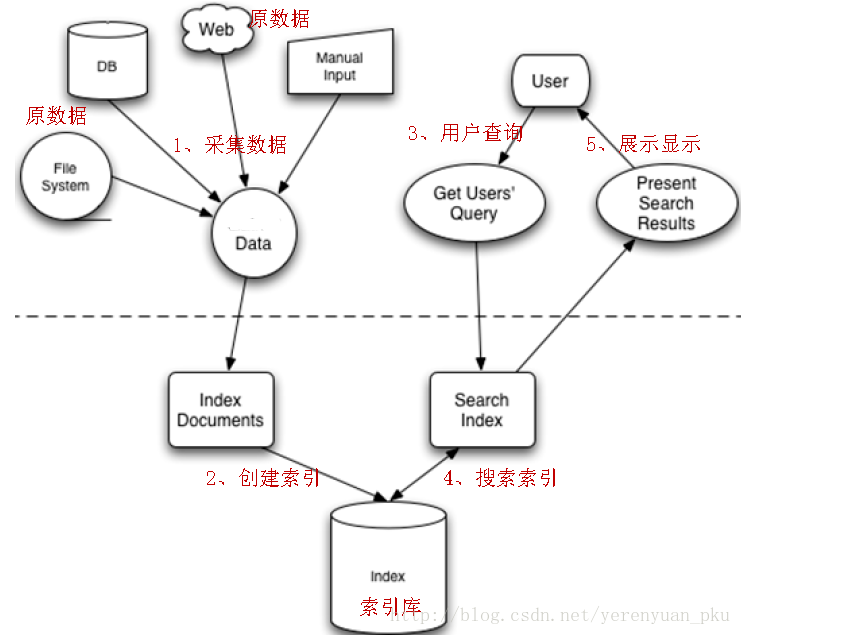 Web
原数据
DB
Manual
Input
原数据
1、采集数据
File
System
Data
User
3、用户查询
5、展示显示
Get Users'
Query
Present
Search
Results
Index
Documents
Search
Index
2、创建索引
4、搜索索引
Index
索引库
http://blog.csdn.net/yerenyuan_pku